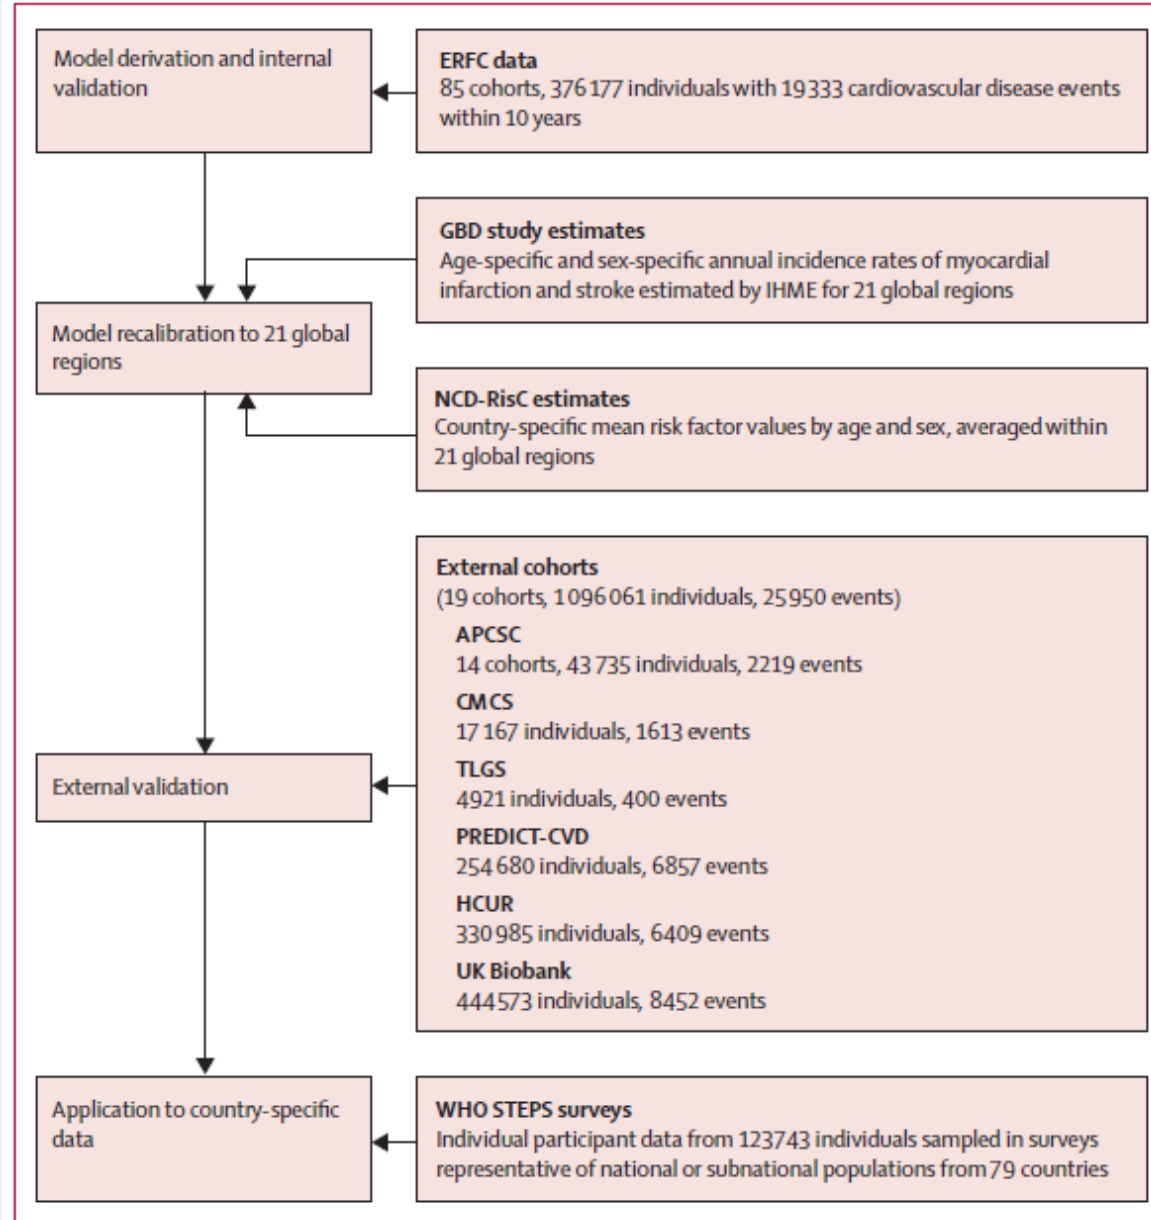 Model derivation and internal
validation
ERFC data
85 cohorts, 376 177 individuals with 19 333 cardiovascular disease events
within 10 years
GBD study estimates
Age-specific and sex-specific annual incidence rates of myocardial
infarction and stroke estimated by IHME for 21 global regions
Model recalibration to 21 global
regions
NCD-RisC estimates
Country-specific mean risk factor values by age and sex, averaged within
21 global regions
External cohorts
(19 cohorts, 1 096 061 individuals, 25 950 events)
APCSC
14 cohorts, 43 735 individuals, 2219 events
CMCS
17 167 individuals, 1613 events
TLGS
4921 individuals, 400 events
PREDICT-CVD
254 680 individuals, 6857 events
HCUR
330 985 individuals, 6409 events
UK Biobank
444 573 individuals, 8452 events
External validation
Application to country-specific
data
WHO STEPS surveys
Individual participant data from 123 743 individuals sampled in surveys
representative of national or subnational populations from 79 countries